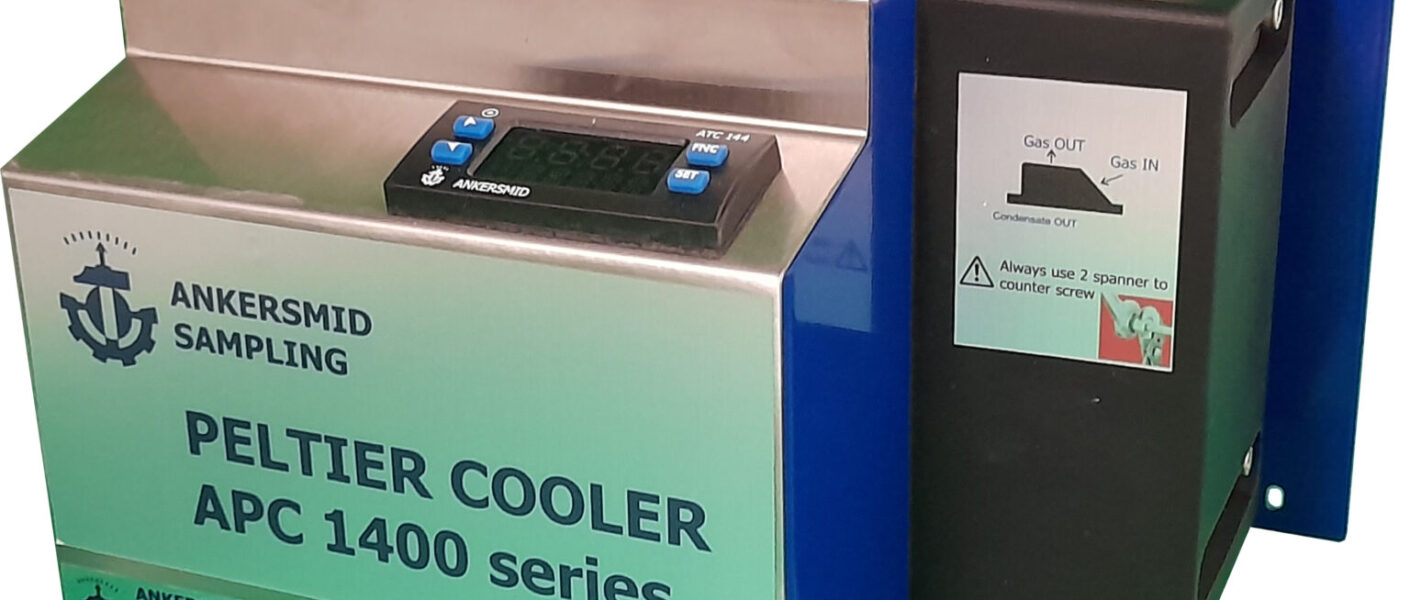 ATC 144
FNC
SET
ANKERSMID
ANKERSMID
SAMPLING
PELTIER COOLER
APC 1400 series
Gas OUT
Gas IN
Condensate OUT
Always use 2 spanner to
counter screw